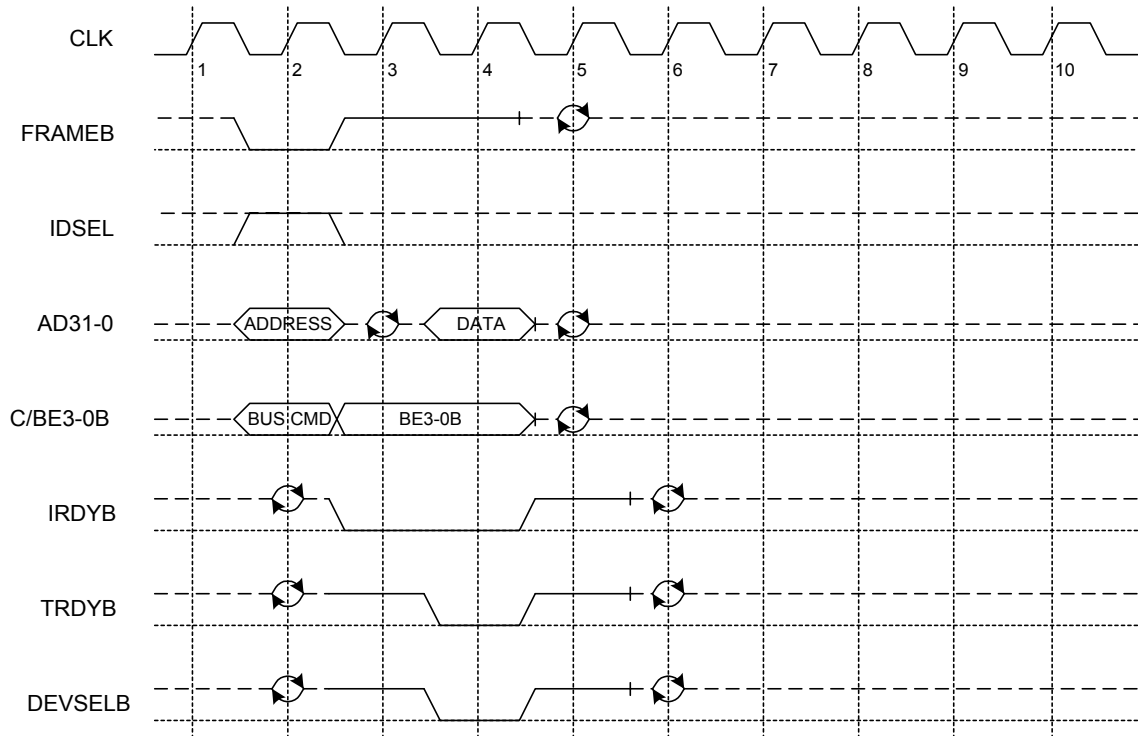 CLK
1 2 3 4 5 6 7 8 9 10
FRAMEB
IDSEL
AD31-0 ADDRESS DATA
C/BE3-0B BUS CMD BE3-0B
IRDYB
TRDYB
DEVSELB